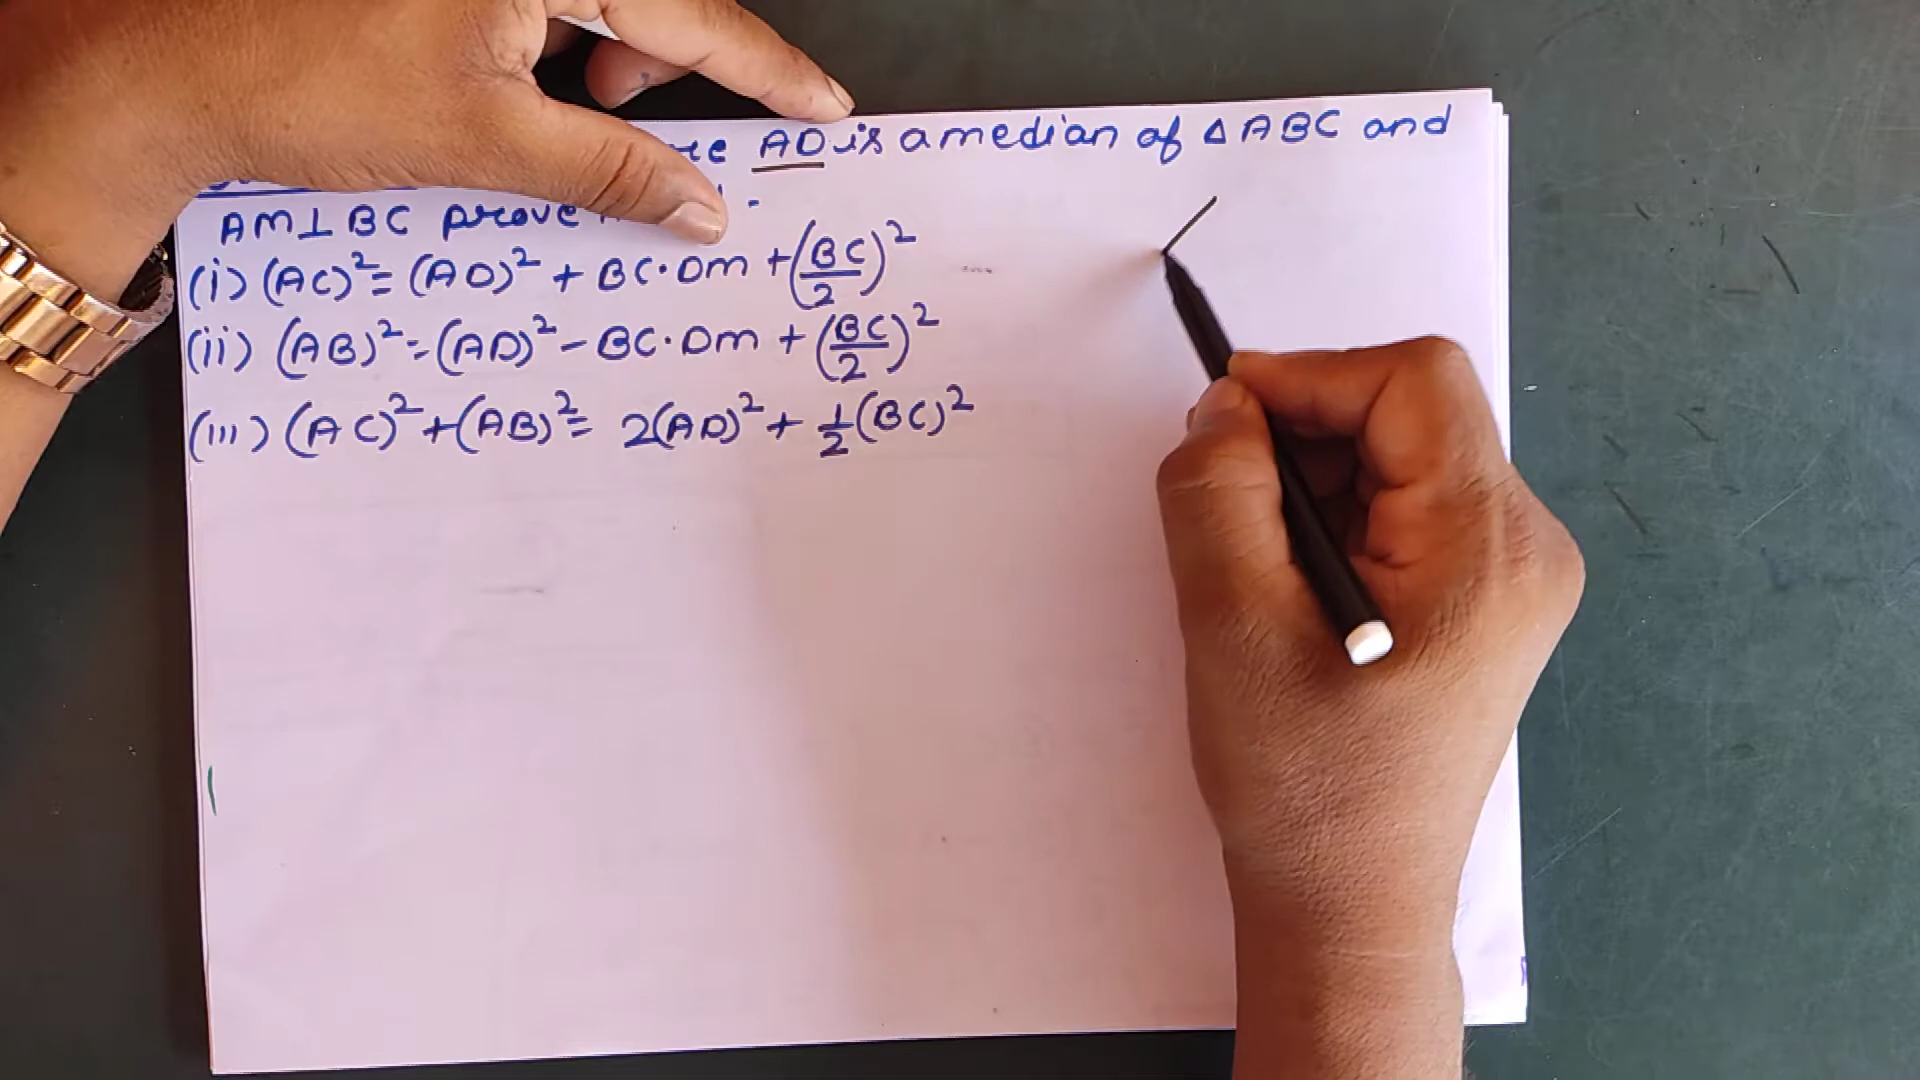 AD is a median of △ABC and
AM⊥BC prove
(i) (AC)²= (AD)² + BC·DM +(BC/2)²
(ii) (AB)²=(AD)² – BC·DM + (BC/2)²
(iii) (AC)²+(AB)²= 2(AD)² + 1/2(BC)²